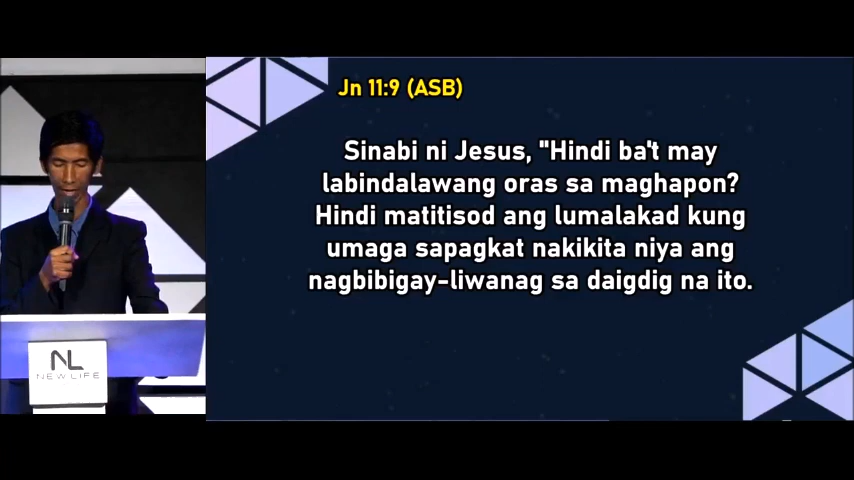 Jn 11:9 (ASB)
Sinabi ni Jesus, "Hindi ba't may
labindalawang oras sa maghapon?
Hindi matitisod ang lumalakad kung
umaga sapagkat nakikita niya ang
nagbibigay-liwanag sa daigdig na ito.
NL
NEW LIFE